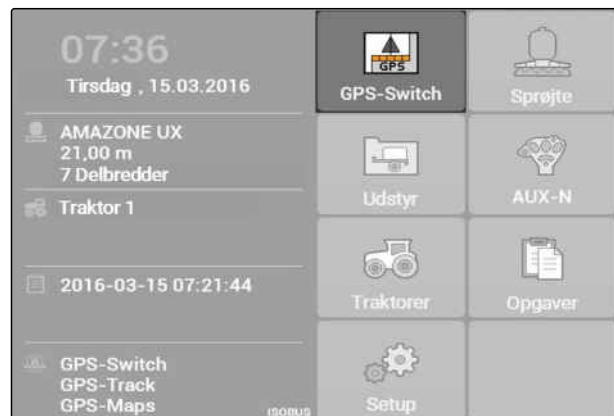 07:36
Tirsdag , 15.03.2016
AMAZONE UX
21,00 m
7 Delbredder
Traktor 1
2016-03-15 07:21:44
GPS-Switch
GPS-Track
GPS-Maps
ISOBUS
GPS
GPS-Switch
Sprøjte
Udstyr
AUX-N
Traktorer
Opgaver
Setup